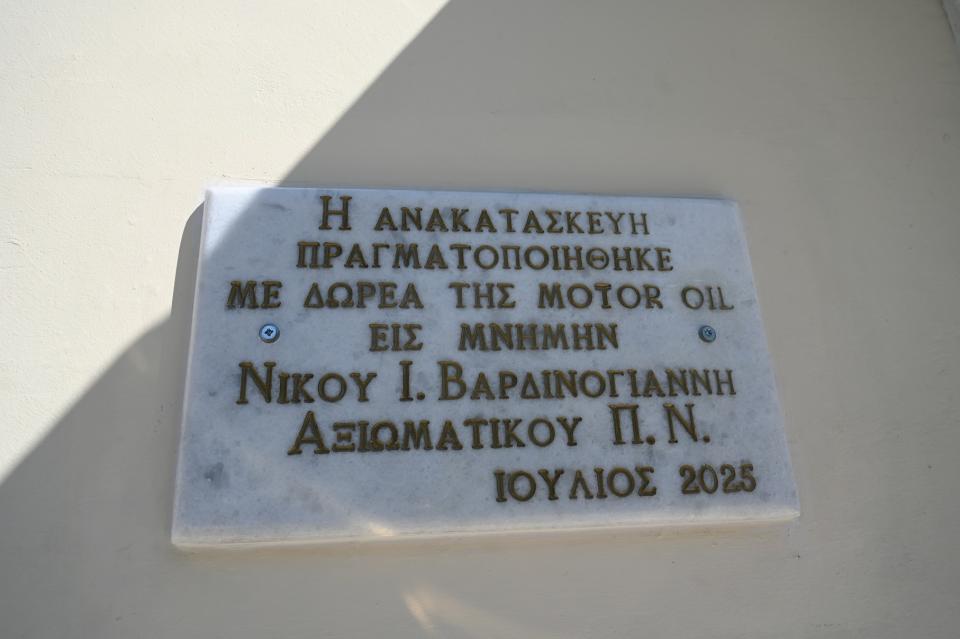 Η ΑΝΑΚΑΤΑΣΚΕΥΗ
ΠΡΑΓΜΑΤΟΠΟΙΗΘΗΚΕ
ΜΕ ΔΩΡΕΑ ΤΗΣ MOTOR OIL
ΕΙΣ ΜΝΗΜΗΝ
ΝΙΚΟΥ Ι. ΒΑΡΔΙΝΟΓΙΑΝΝΗ
ΑΞΙΩΜΑΤΙΚΟΥ Π.Ν.
ΙΟΥΛΙΟΣ 2025